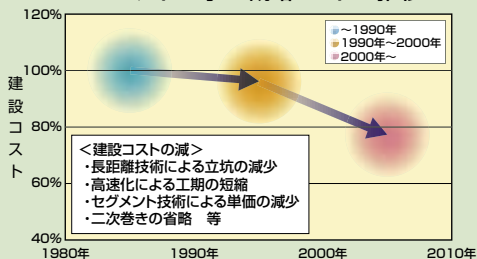 120%
～1990年
1990年～2000年
2000年～
100%
建設コスト
80%
＜建設コストの減＞
・長距離技術による立坑の減少
・高速化による工期の短縮
・セグメント技術による単価の減少
・二次巻きの省略　等
60%
40%
1980年
1990年
2000年
2010年